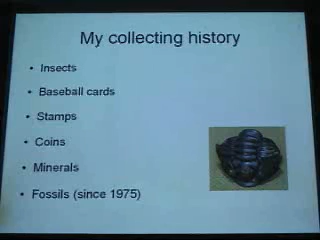 My collecting history
• Insects
• Baseball cards
• Stamps
• Coins
• Minerals
• Fossils (since 1975)